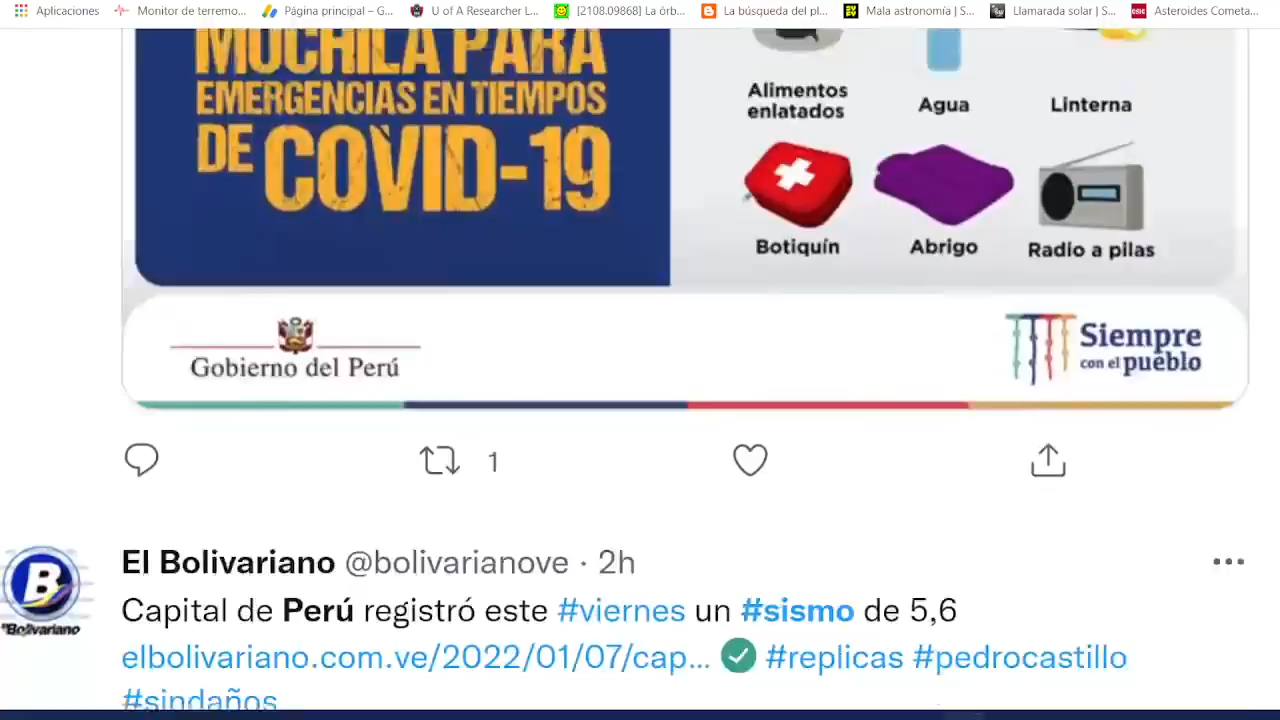 Aplicaciones Monitor de terremo... Página principal – G... U of A Researcher L... [2108.09868] La órb... La búsqueda del pl... Mala astronomía | S... Llamarada solar | S... Asteroides Cometa...
MOCHILA PARA
EMERGENCIAS EN TIEMPOS
DE COVID-19
Alimentos
enlatados
Agua
Linterna
Botiquín
Abrigo
Radio a pilas
Gobierno del Perú
Siempre
con el pueblo
1
El Bolivariano @bolivarianove · 2h
B
"Bolivariano
Capital de Perú registró este #viernes un #sismo de 5,6
elbolivariano.com.ve/2022/01/07/cap... #replicas #pedrocastillo
#sindaños